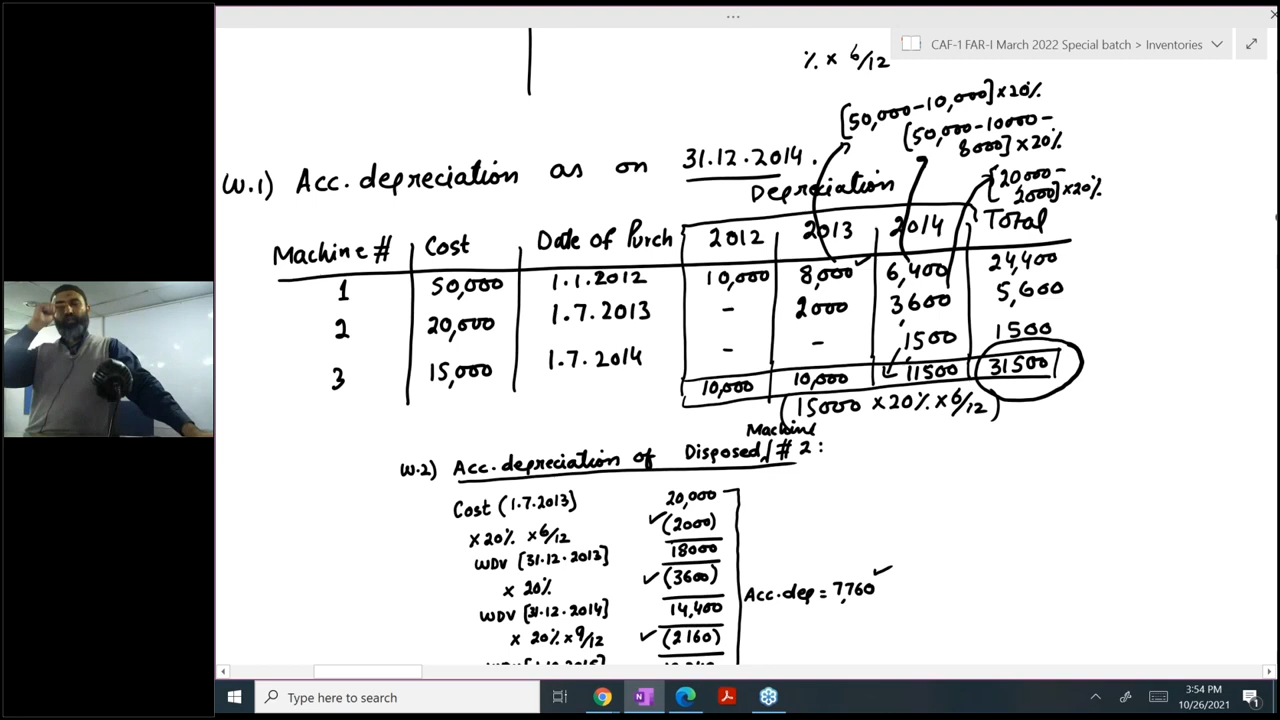 CAF-1 FAR-I March 2022 Special batch > Inventories
% × 6/12
[50,000-10,000]×20%
[50,000-10000-
8000]×20%
[20000-
2000]×20%
W.1) Acc. depreciation as on 31.12.2014.
Depreciation
Machine # Cost Date of Purch 2012 2013 2014 Total
1 50,000 1.1.2012 10,000 8,000 6,400 24,400
2 20,000 1.7.2013 - 2000 3600 5,600
3 15,000 1.7.2014 - - 1500 1500
10,000 10,000 11500 31500
(15000 ×20% ×6/12)
Machine
W.2) Acc.depreciation of Disposed / # 2:
Cost (1.7.2013] 20,000
×20% ×6/12 (2000)
WDV [31.12.2013] 18000
× 20% (3600)
WDV [31.12.2014] 14,400
× 20% × 9/12 (2160)
Acc.dep = 7,760
Type here to search
3:54 PM
10/26/2021
1